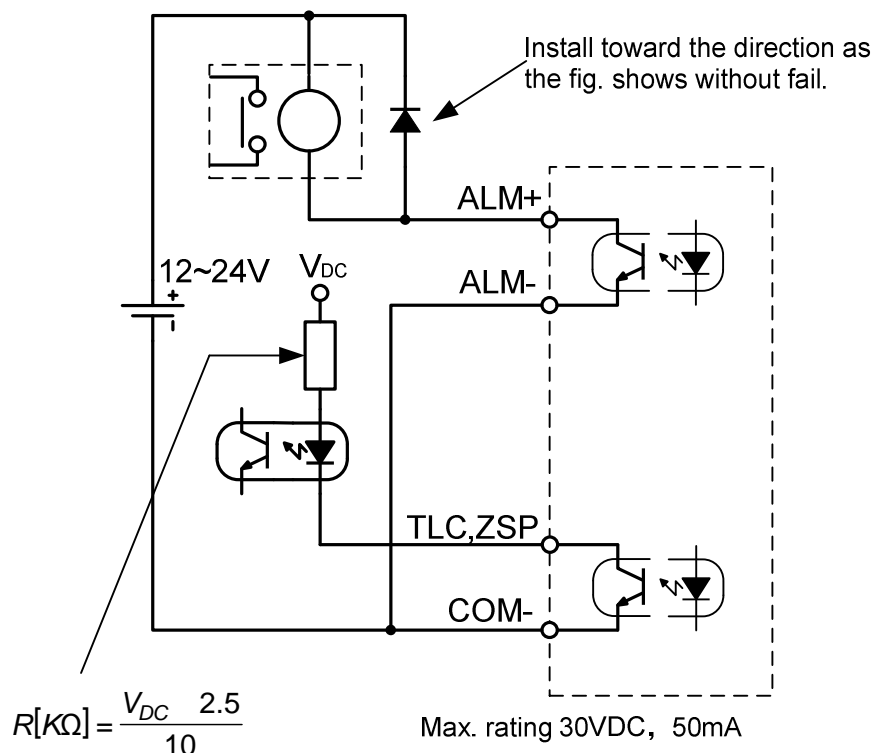 Install toward the direction as
the fig. shows without fail.
ALM+
12~24V
VDC
ALM-
+
TLC,ZSP
COM-
R[KΩ] = VDC 2.5
10
Max. rating 30VDC, 50mA